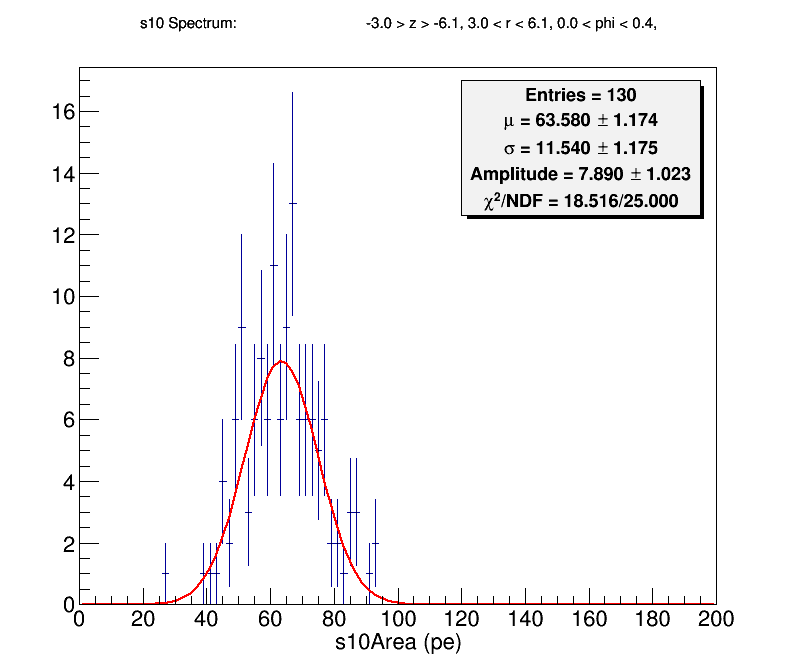 s10 Spectrum: -3.0 > z > -6.1, 3.0 < r < 6.1, 0.0 < phi < 0.4,
Entries = 130
μ = 63.580 ± 1.174
σ = 11.540 ± 1.175
Amplitude = 7.890 ± 1.023
χ²/NDF = 18.516/25.000
16
14
12
10
8
6
4
2
0
0 20 40 60 80 100 120 140 160 180 200
s10Area (pe)